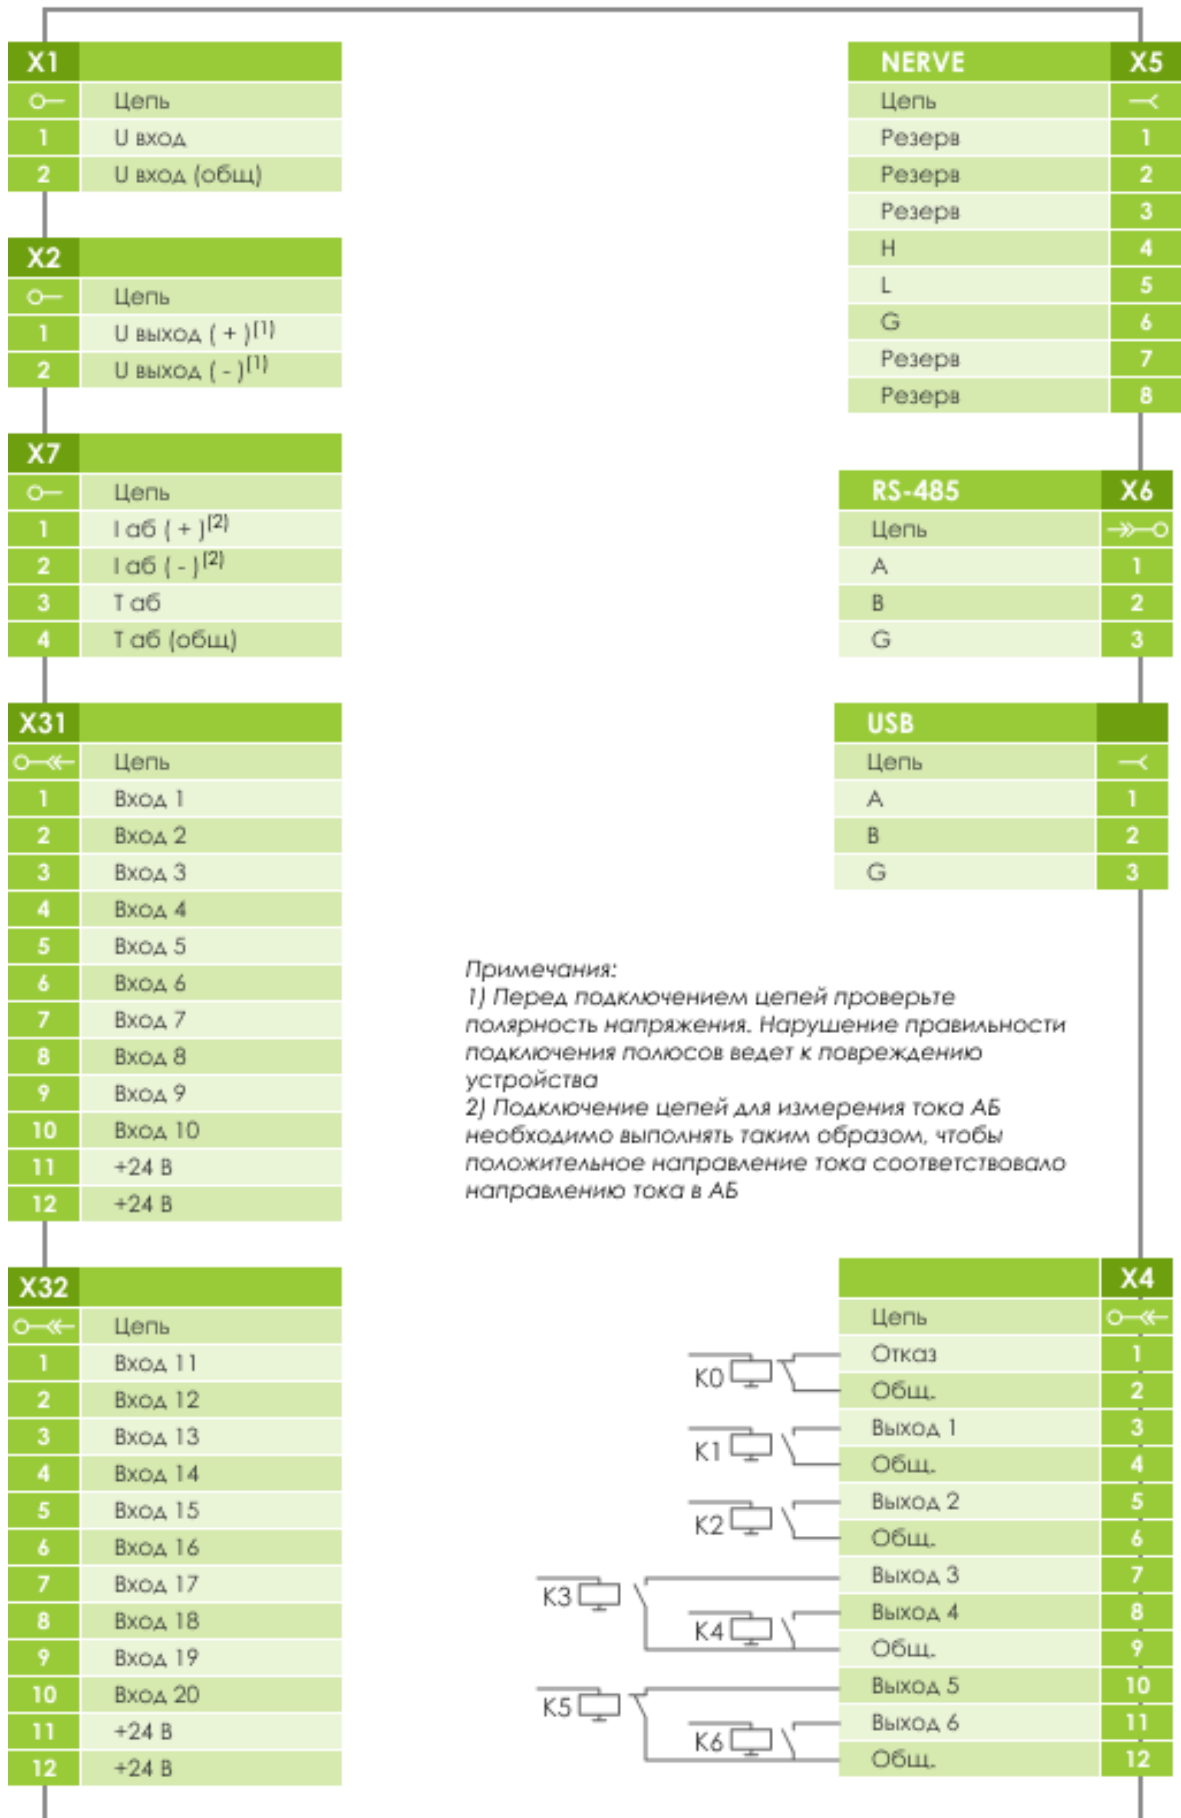 X1
Цепь
1 U вход
2 U вход (общ)
X2
Цепь
1 U выход ( + )(1)
2 U выход ( - )(1)
X7
Цепь
1 I аб ( + )(2)
2 I аб ( - )(2)
3 T аб
4 T аб (общ)
X31
Цепь
1 Вход 1
2 Вход 2
3 Вход 3
4 Вход 4
5 Вход 5
6 Вход 6
7 Вход 7
8 Вход 8
9 Вход 9
10 Вход 10
11 +24 В
12 +24 В
X32
Цепь
1 Вход 11
2 Вход 12
3 Вход 13
4 Вход 14
5 Вход 15
6 Вход 16
7 Вход 17
8 Вход 18
9 Вход 19
10 Вход 20
11 +24 В
12 +24 В
NERVE X5
Цепь
Резерв 1
Резерв 2
Резерв 3
H 4
L 5
G 6
Резерв 7
Резерв 8
RS-485 X6
Цепь
A 1
B 2
G 3
USB
Цепь
A 1
B 2
G 3
Примечания:
1) Перед подключением цепей проверьте
полярность напряжения. Нарушение правильности
подключения полюсов ведет к повреждению
устройства
2) Подключение цепей для измерения тока АБ
необходимо выполнять таким образом, чтобы
положительное направление тока соответствовало
направлению тока в АБ
X4
Цепь
Отказ 1
K0
Общ. 2
Выход 1 3
K1
Общ. 4
Выход 2 5
K2
Общ. 6
Выход 3 7
K3
Выход 4 8
K4
Общ. 9
Выход 5 10
K5
Выход 6 11
K6
Общ. 12